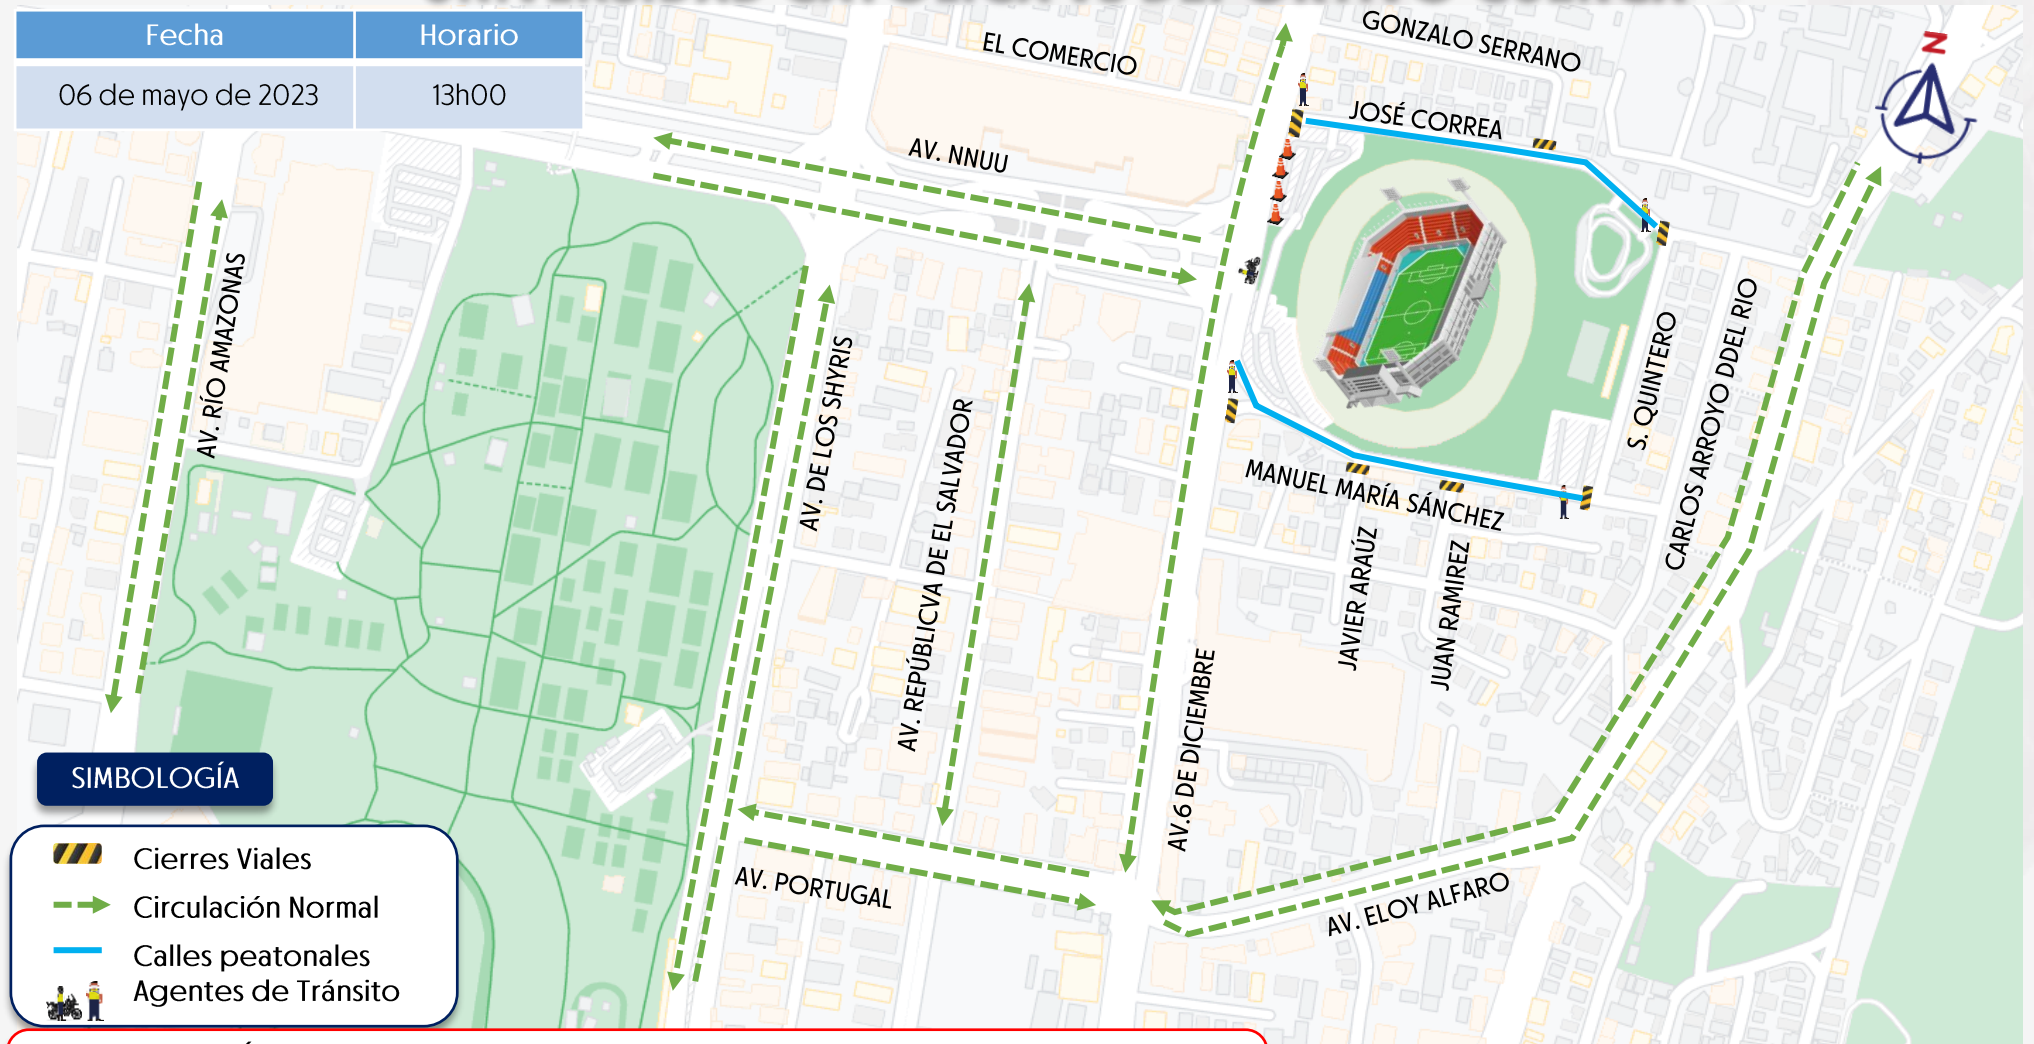 Fecha
Horario
06 de mayo de 2023
13h00
GONZALO SERRANO
EL COMERCIO
N
JOSÉ CORREA
AV. NNUU
AV. RÍO AMAZONAS
AV. DE LOS SHYRIS
AV. REPÚBLICVA DE EL SALVADOR
S. QUINTERO
CARLOS ARROYO DDEL RIO
MANUEL MARÍA SÁNCHEZ
JAVIER ARAÚZ
JUAN RAMIREZ
AV.6 DE DICIEMBRE
AV. PORTUGAL
AV. ELOY ALFARO
SIMBOLOGÍA
Cierres Viales
Circulación Normal
Calles peatonales
Agentes de Tránsito